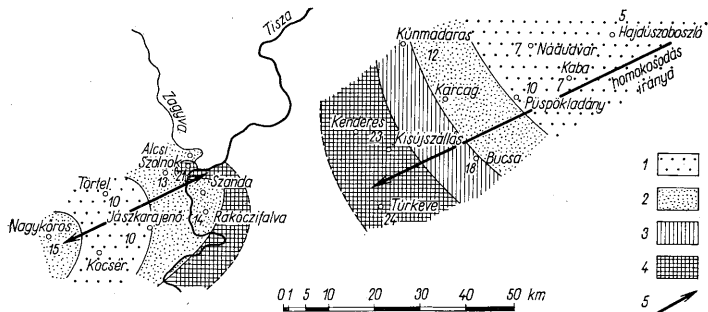 Tisza
Zagyva
Alcsi
Szolnok
21
13
Szanda
14
Rákóczifalva
Törtel
10
Jászkarajenő
10
Nagykőrös
15
Kocsér
Kúnmadaras
12
Karcag
Kenderes
23
Kisújszállás
Bucsa
18
Túrkeve
24
5
Hajdúszoboszló
7
Nádudvar
Kaba
7
10
Püspökladány
homokosodás
iránya
1
2
3
4
5
0 1 5 10 20 30 40 50 km